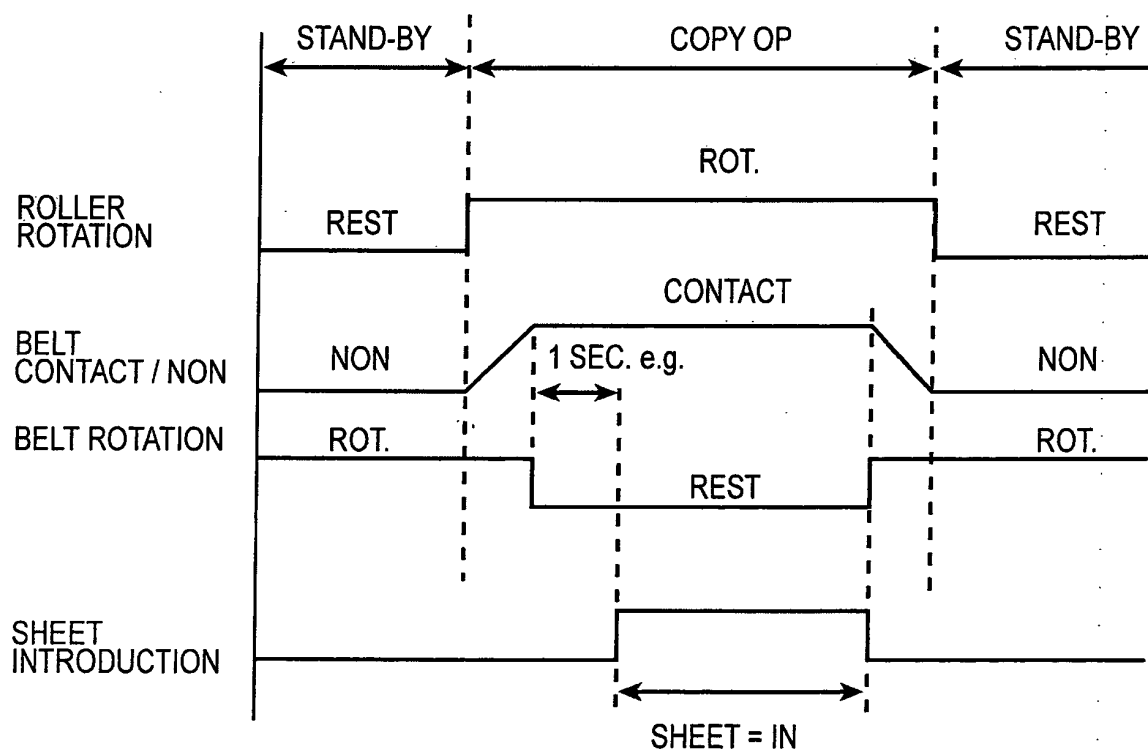 STAND-BY COPY OP STAND-BY
ROT.
ROLLER
ROTATION
REST REST
CONTACT
BELT
CONTACT / NON
NON 1 SEC. e.g. NON
BELT ROTATION ROT. ROT.
REST
SHEET
INTRODUCTION
SHEET = IN